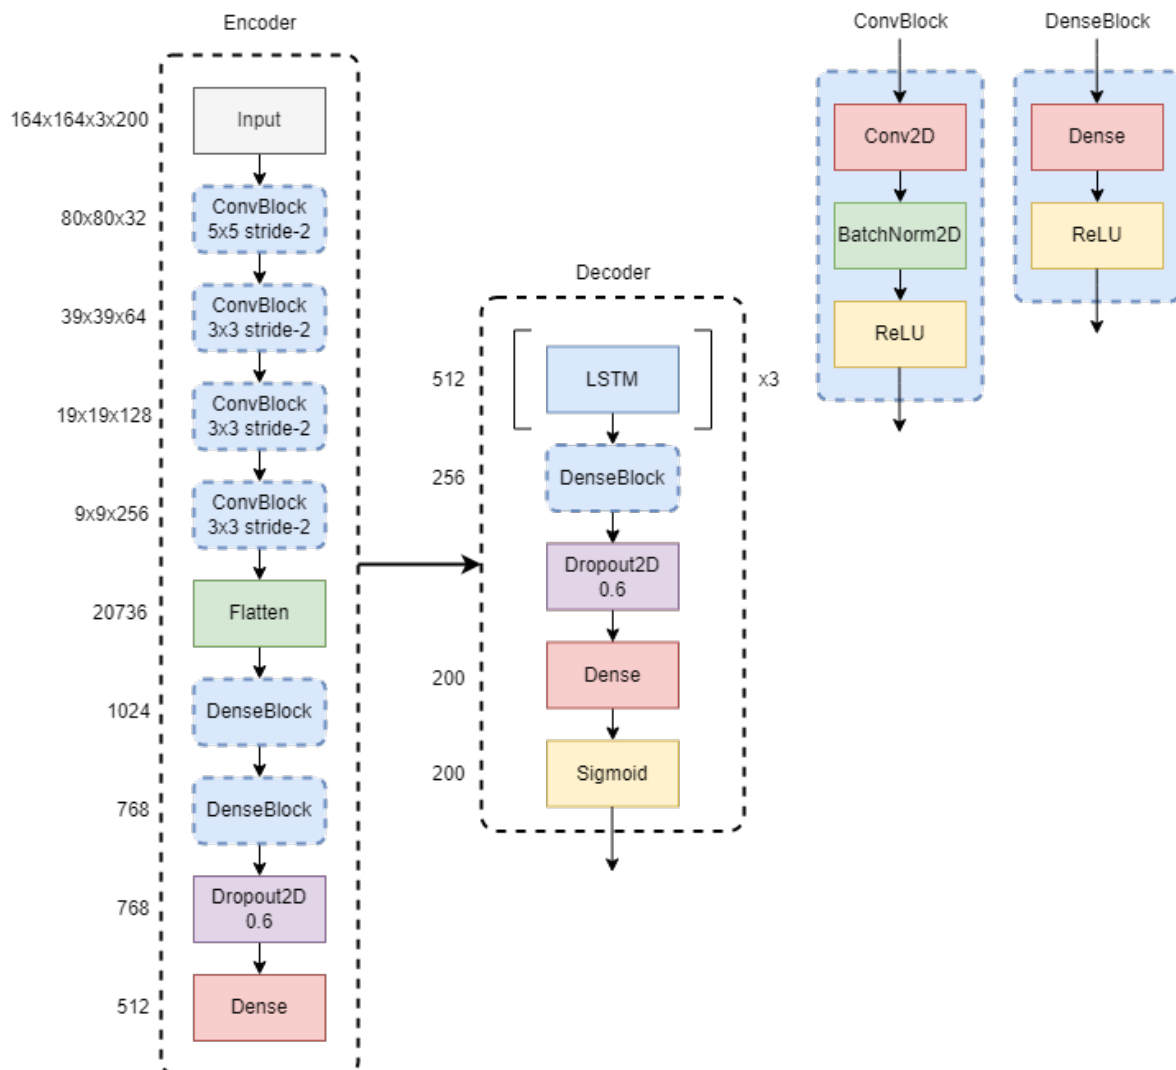 Encoder
164x164x3x200
Input
80x80x32
ConvBlock
5x5 stride-2
39x39x64
ConvBlock
3x3 stride-2
19x19x128
ConvBlock
3x3 stride-2
9x9x256
ConvBlock
3x3 stride-2
20736
Flatten
1024
DenseBlock
768
DenseBlock
768
Dropout2D
0.6
512
Dense
Decoder
512
LSTM
x3
256
DenseBlock
Dropout2D
0.6
200
Dense
200
Sigmoid
ConvBlock
Conv2D
BatchNorm2D
ReLU
DenseBlock
Dense
ReLU